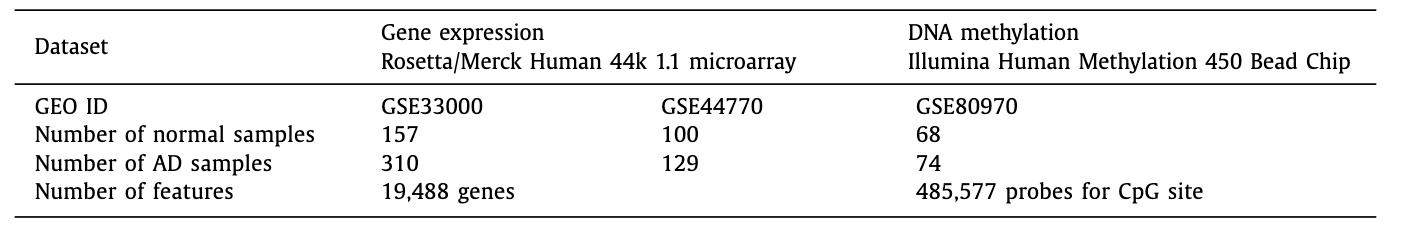 Dataset Gene expression DNA methylation
Rosetta/Merck Human 44k 1.1 microarray Illumina Human Methylation 450 Bead Chip
GEO ID GSE33000 GSE44770 GSE80970
Number of normal samples 157 100 68
Number of AD samples 310 129 74
Number of features 19,488 genes 485,577 probes for CpG site